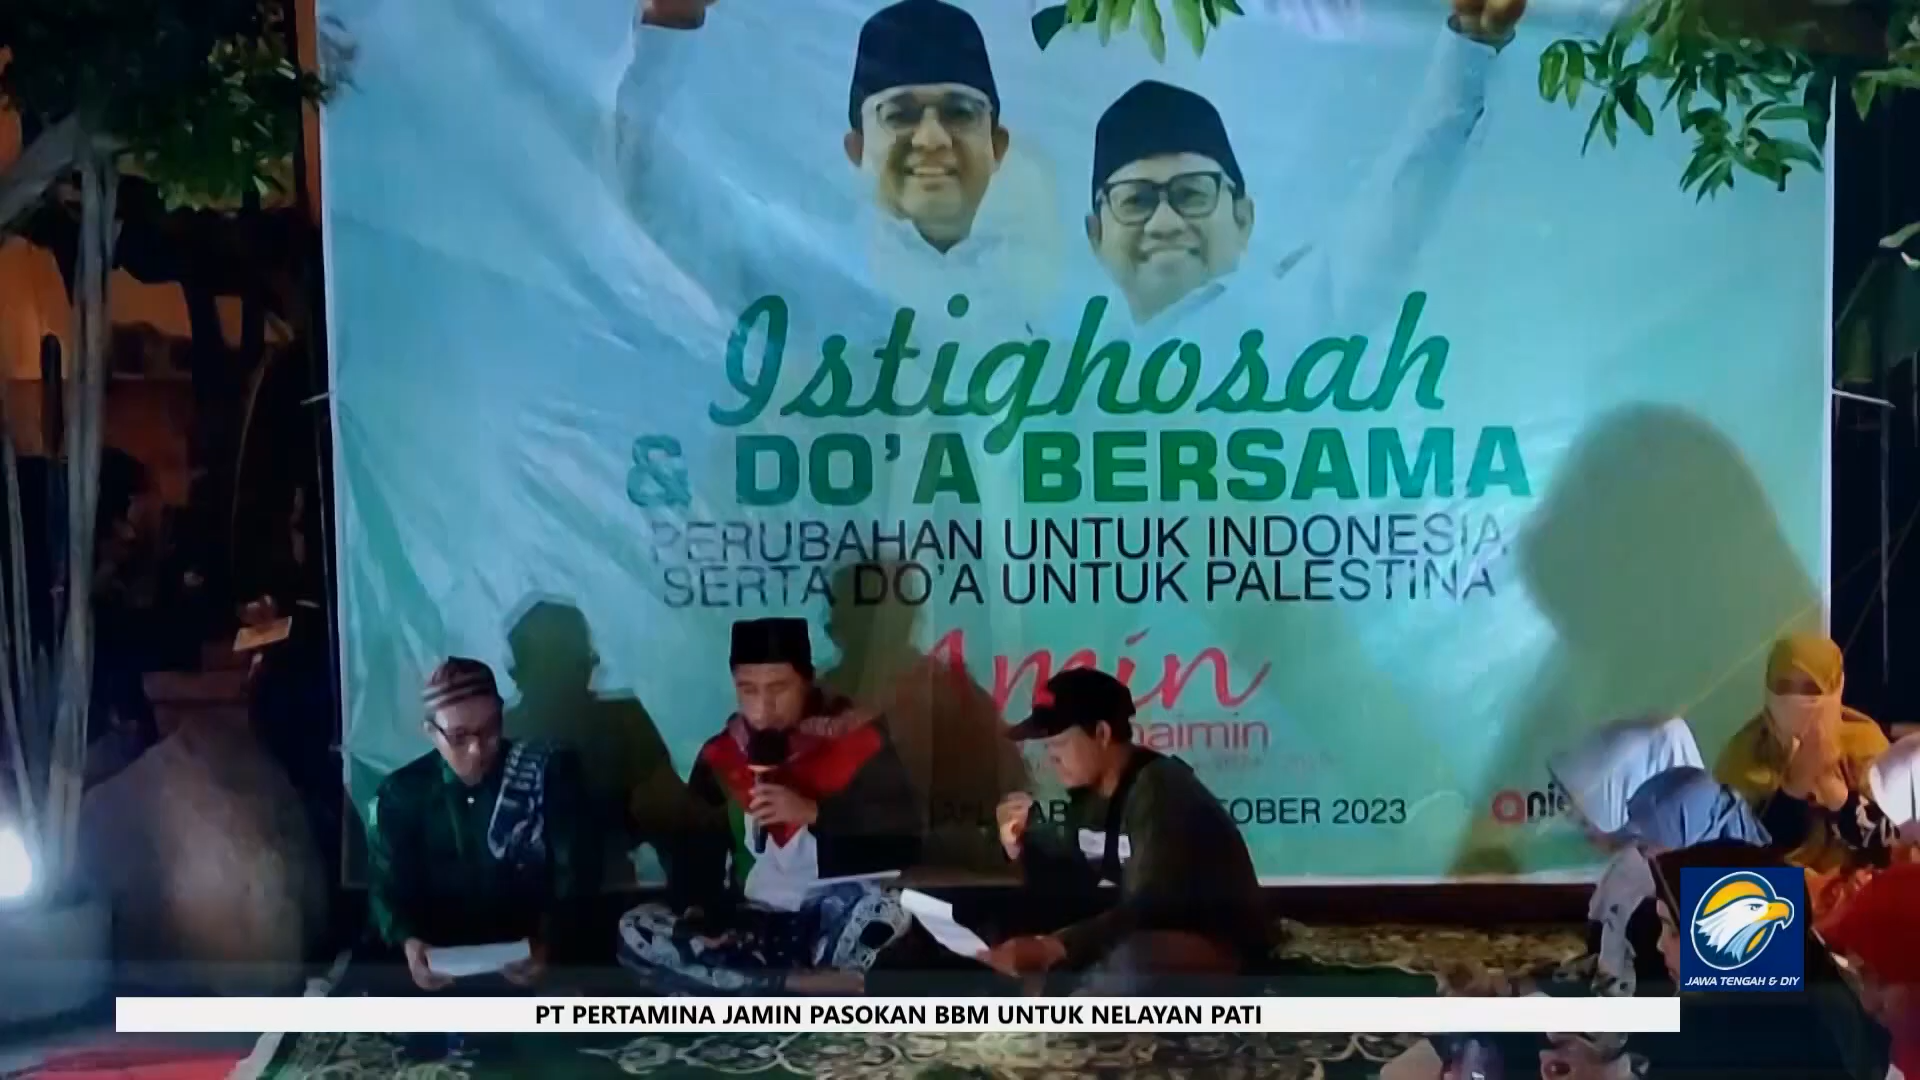 Istighosah
& DO'A BERSAMA
PERUBAHAN UNTUK INDONESIA
SERTA DO'A UNTUK PALESTINA
Amin
TOBER 2023
JAWA TENGAH & DIY
PT PERTAMINA JAMIN PASOKAN BBM UNTUK NELAYAN PATI